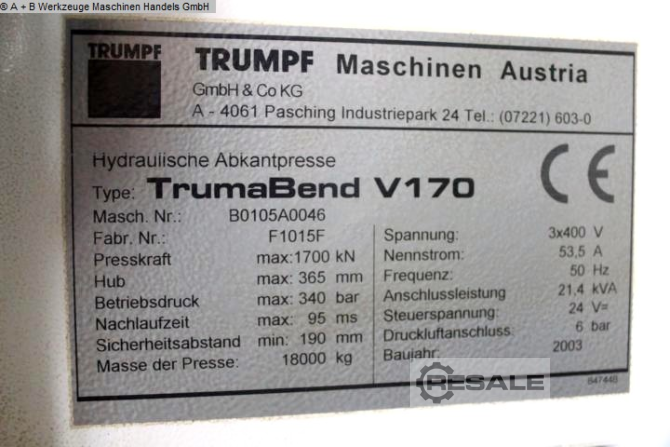 ® A + B Werkzeuge Maschinen Handels GmbH
TRUMPF
TRUMPF Maschinen Austria
GmbH & Co KG
A - 4061 Pasching Industriepark 24 Tel.: (07221) 603-0
Hydraulische Abkantpresse
Type: TrumaBend V170
Masch. Nr.: B0105A0046
Fabr. Nr.: F1015F
Presskraft max: 1700 kN
Hub max: 365 mm
Betriebsdruck max: 340 bar
Nachlaufzeit max: 95 ms
Sicherheitsabstand min: 190 mm
Masse der Presse: 18000 kg
CE
Spannung: 3x400 V
Nennstrom: 53,5 A
Frequenz: 50 Hz
Anschlussleistung 21,4 kVA
Steuerspannung: 24 V=
Druckluftanschluss: 6 bar
Baujahr: 2003
RESALE
847448